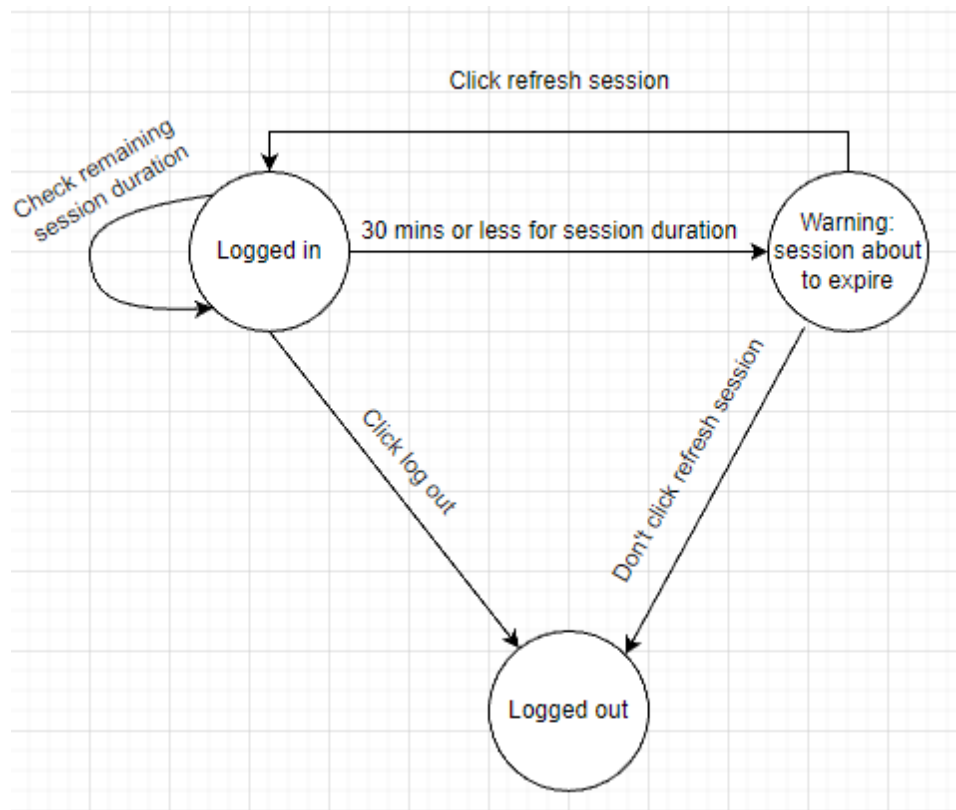 Click refresh session
Check remaining
session duration
Logged in
30 mins or less for session duration
Warning:
session about
to expire
Click log out
Don't click refresh session
Logged out